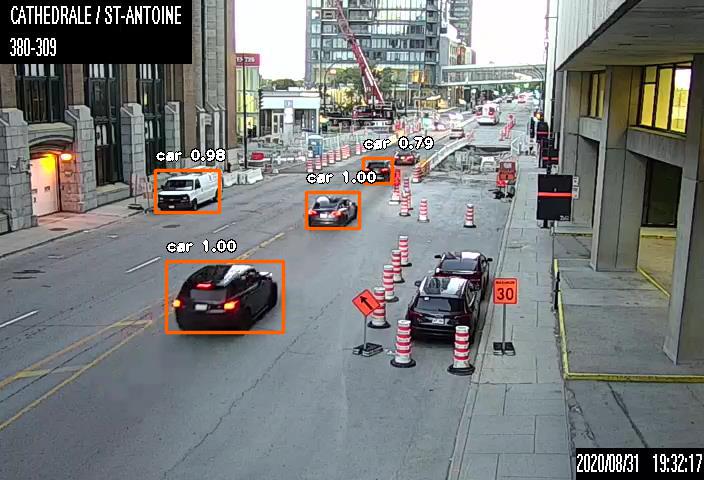 CATHEDRALE / ST-ANTOINE
380-309
car 0.98
car 0.79
car 1.00
car 1.00
MAXIMUM
30
2020/08/31 19:32:17